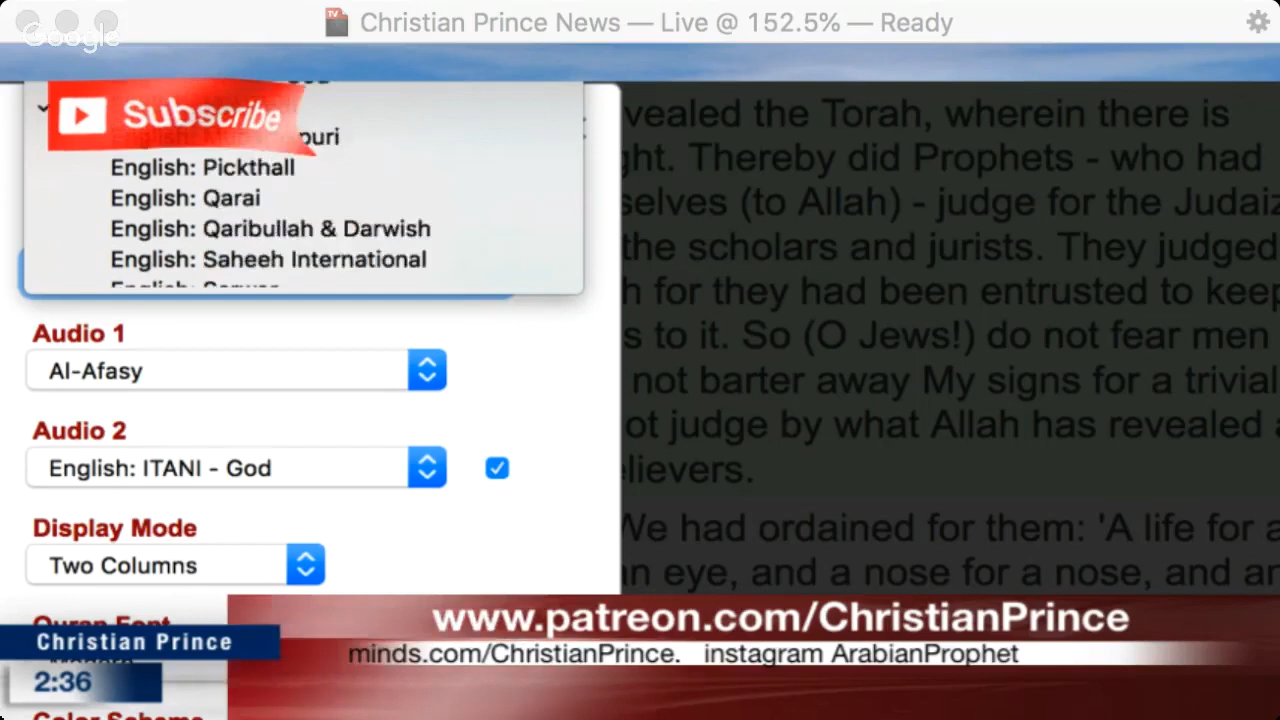 Christian Prince News — Live @ 152.5% — Ready
Google
Subscribe
puri
English: Pickthall
English: Qarai
English: Qaribullah & Darwish
English: Saheeh International
Audio 1
Al-Afasy
Audio 2
English: ITANI - God
Display Mode
Two Columns
Quran Font
Color Scheme
vealed the Torah, wherein there is
ght. Thereby did Prophets - who had
selves (to Allah) - judge for the Judaiz
the scholars and jurists. They judged
h for they had been entrusted to keep
s to it. So (O Jews!) do not fear men
not barter away My signs for a trivial
ot judge by what Allah has revealed a
elievers.
We had ordained for them: 'A life for a
n eye, and a nose for a nose, and an
www.patreon.com/ChristianPrince
Christian Prince
minds.com/ChristianPrince. instagram ArabianProphet
2:36